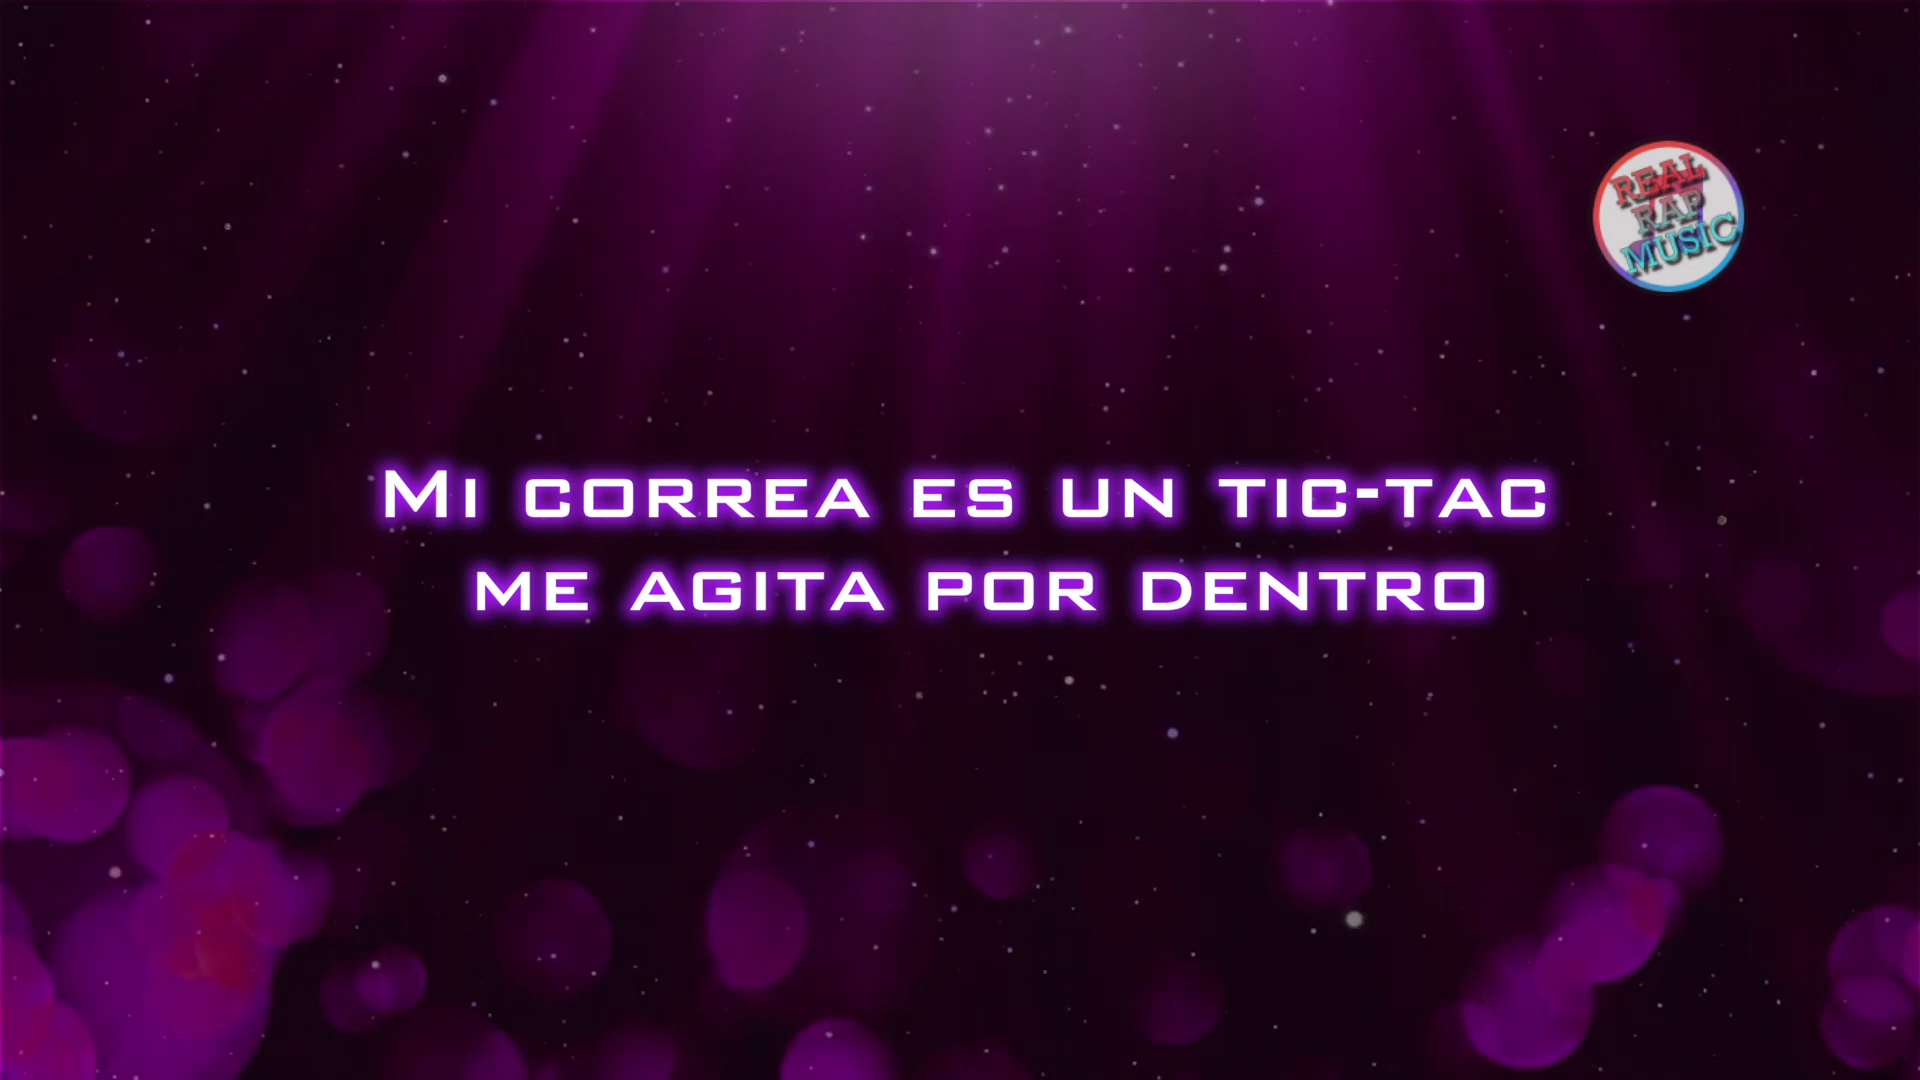 REAL
RAP
MUSIC
Mi correa es un tic-tac
me agita por dentro